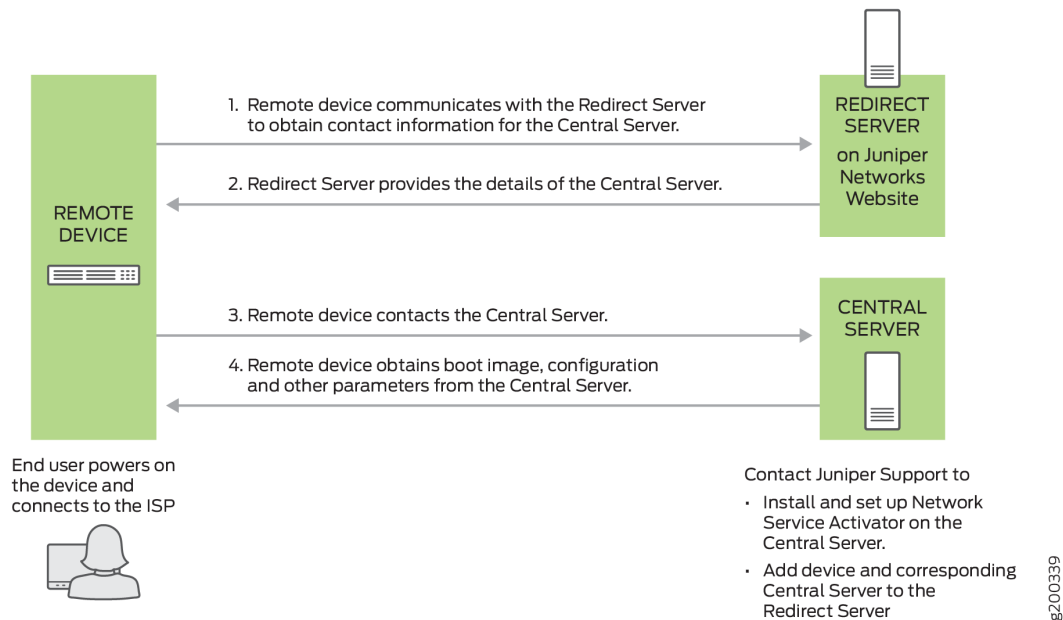 1. Remote device communicates with the Redirect Server
to obtain contact information for the Central Server.
REDIRECT
SERVER
on Juniper
Networks
Website
2. Redirect Server provides the details of the Central Server.
REMOTE
DEVICE
3. Remote device contacts the Central Server.
CENTRAL
SERVER
4. Remote device obtains boot image, configuration
and other parameters from the Central Server.
End user powers on
the device and
connects to the ISP
Contact Juniper Support to
• Install and set up Network
Service Activator on the
Central Server.
• Add device and corresponding
Central Server to the
Redirect Server
g200339